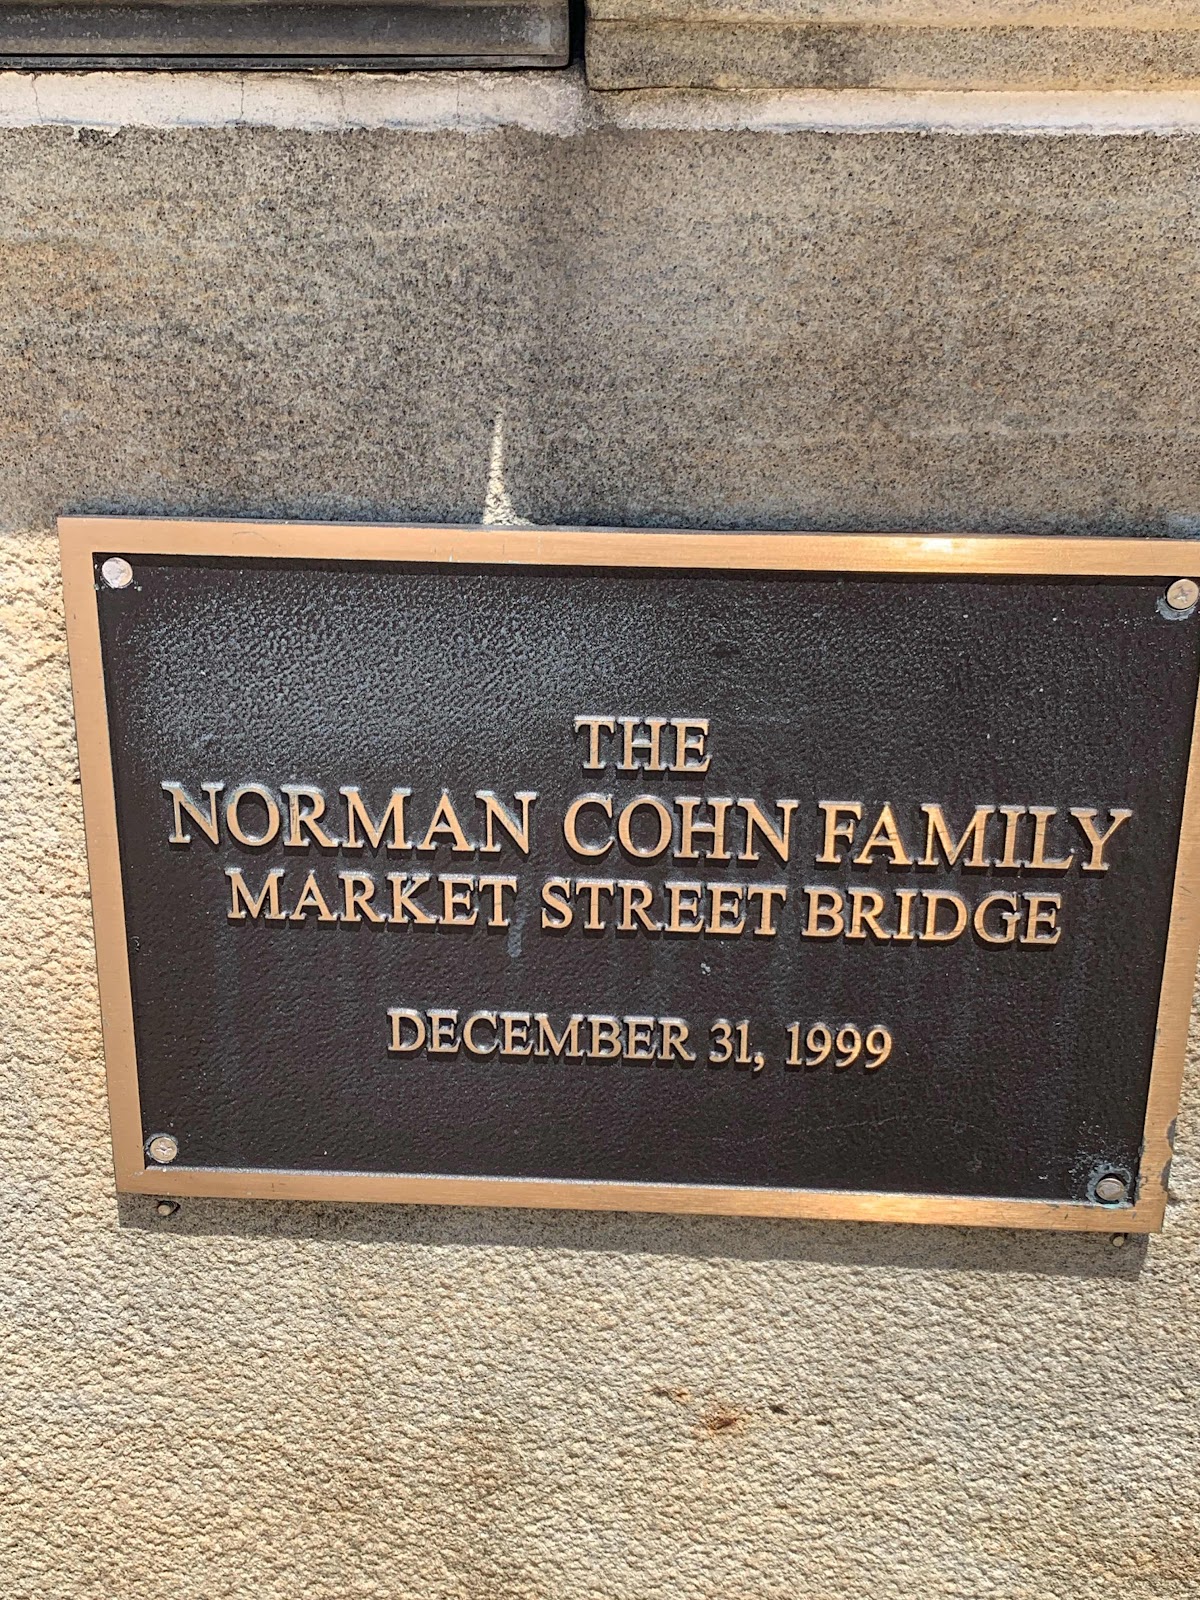 THE
NORMAN COHN FAMILY
MARKET STREET BRIDGE
DECEMBER 31, 1999